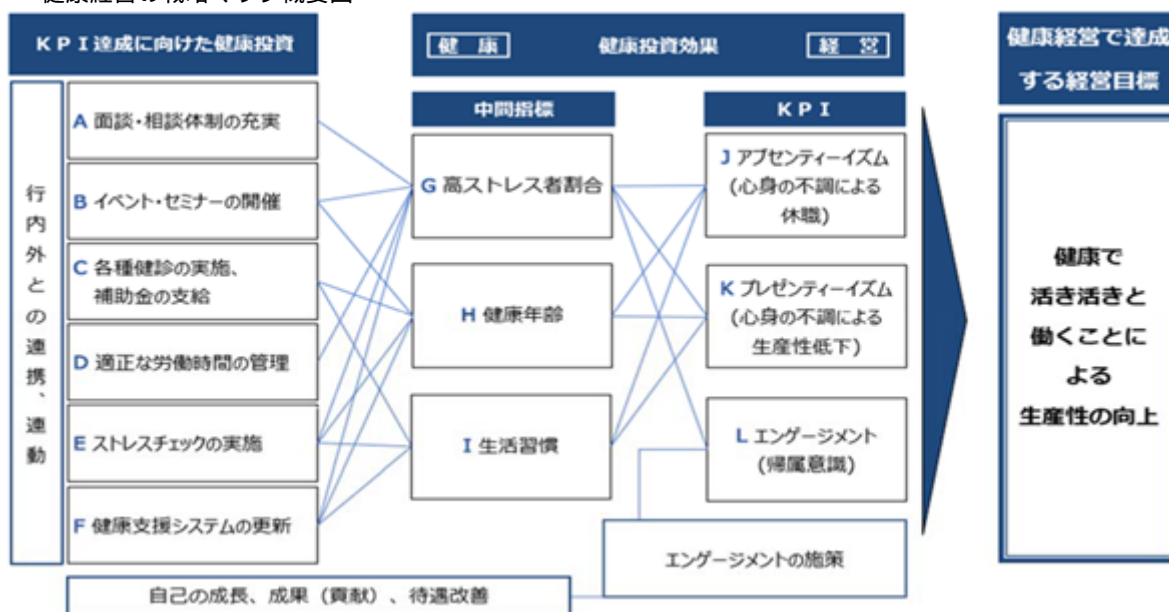 健康経営の戦略マップ概要図
KPI達成に向けた健康投資
健 康
健康投資効果
経 営
健康経営で達成
する経営目標
中間指標
KPI
行内外との連携、連動
A 面談・相談体制の充実
B イベント・セミナーの開催
C 各種健診の実施、
補助金の支給
D 適正な労働時間の管理
E ストレスチェックの実施
F 健康支援システムの更新
G 高ストレス者割合
H 健康年齢
I 生活習慣
J アブセンティーイズム
(心身の不調による
休職)
K プレゼンティーイズム
(心身の不調による
生産性低下)
L エンゲージメント
(帰属意識)
エンゲージメントの施策
自己の成長、成果（貢献）、待遇改善
健康で
活き活きと
働くことに
よる
生産性の向上